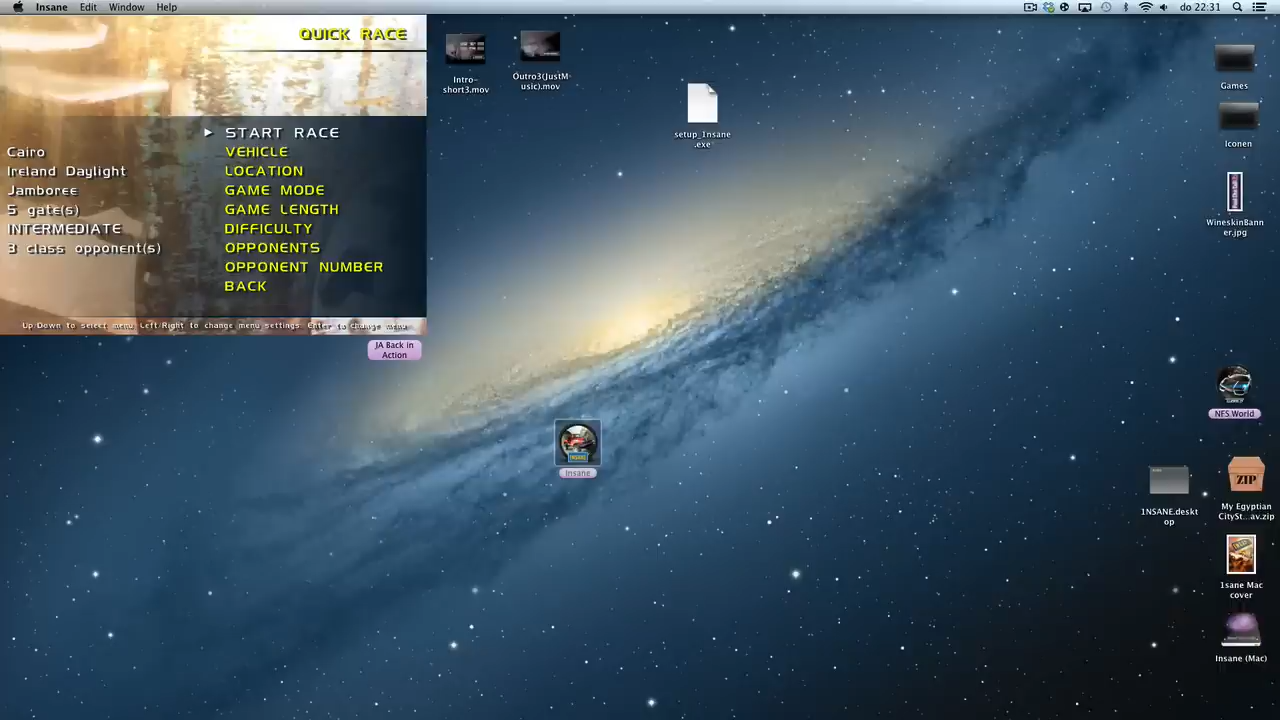 Insane Edit Window Help
do 22:31
QUICK RACE
START RACE
Cairo
VEHICLE
Ireland Daylight
LOCATION
Jamboree
GAME MODE
5 gate(s)
GAME LENGTH
INTERMEDIATE
DIFFICULTY
3 class opponent(s)
OPPONENTS
OPPONENT NUMBER
BACK
Up/Down to select menu Left/Right to change menu settings Enter to change menu
JA Back in
Action
Intro-
short3.mov
Outro3(JustM-
usic).mov
setup_1nsane
.exe
Insane
Games
Iconen
WineskinBann
er.jpg
NFS World
1NSANE.deskt
op
ZIP
My Egyptian
CitySt...av.zip
1sane Mac
cover
Insane (Mac)